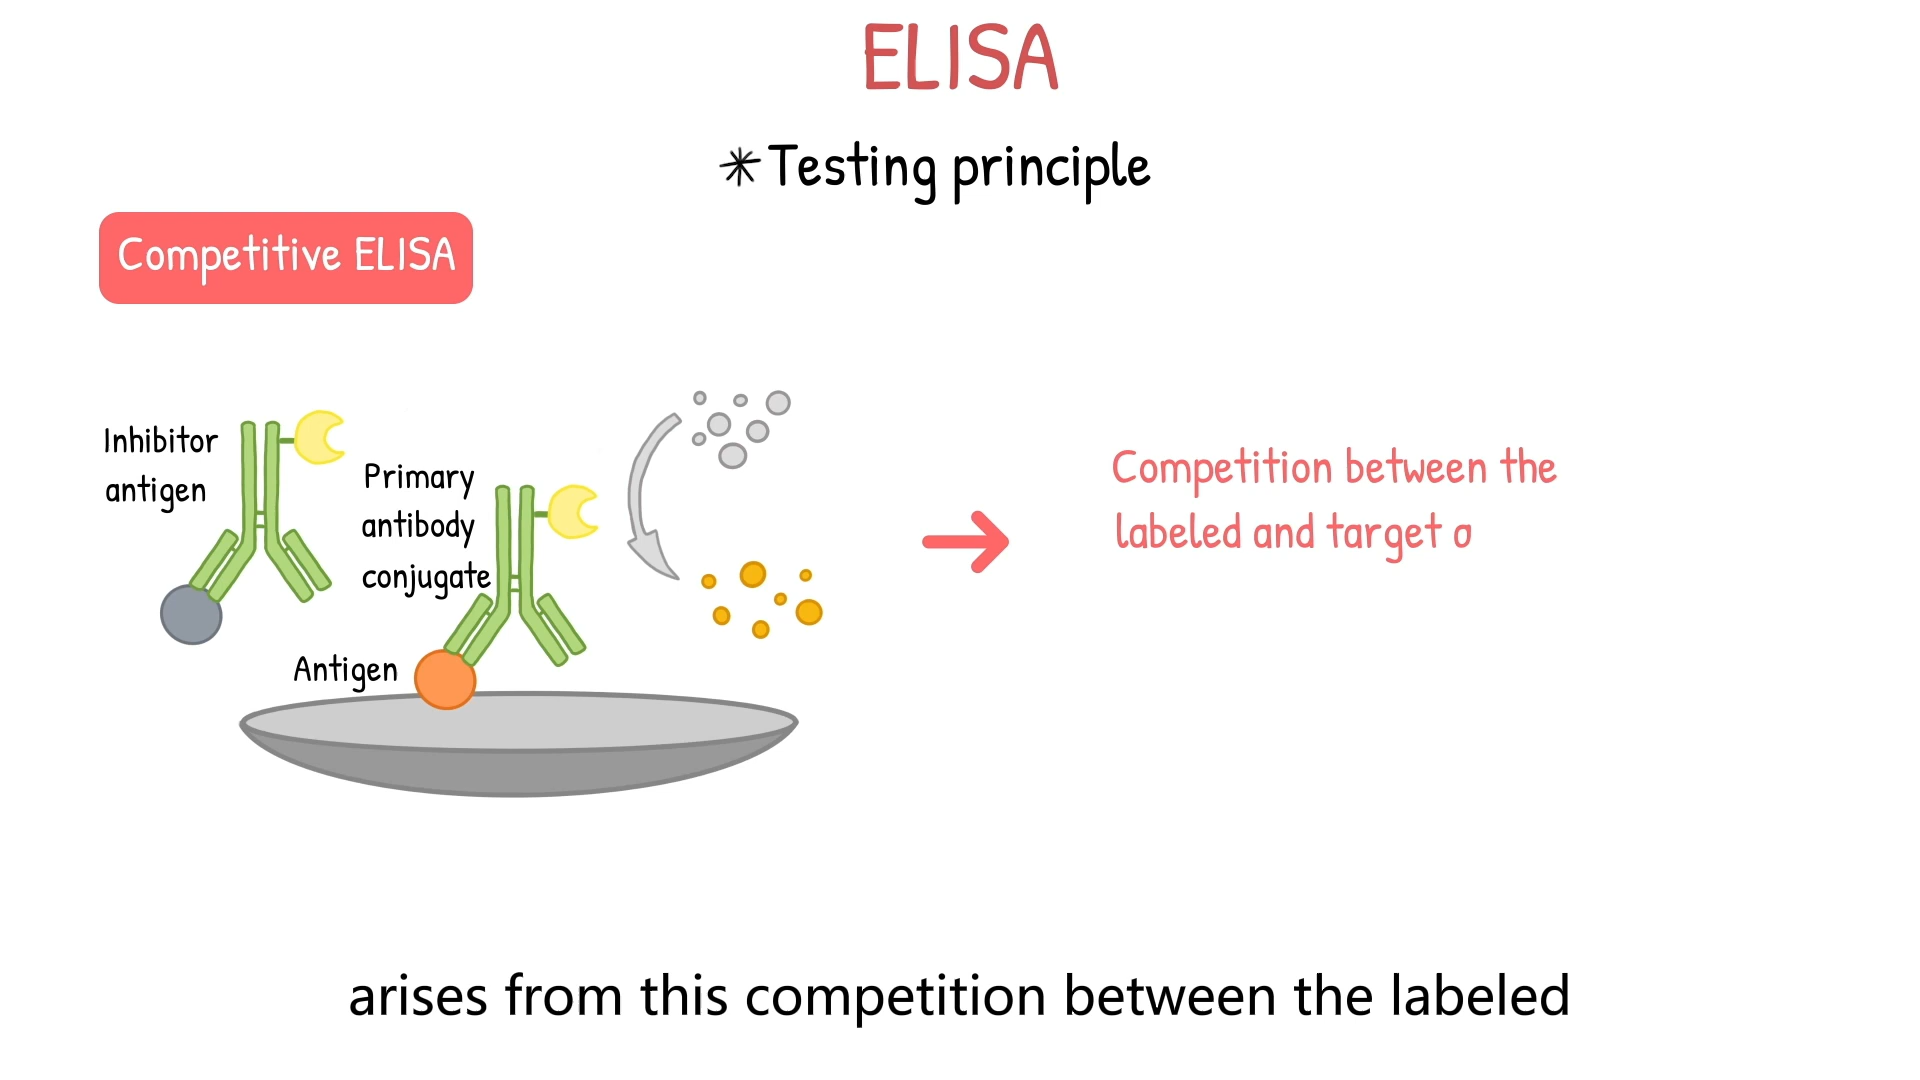 ELISA
*Testing principle
Competitive ELISA
Inhibitor
antigen
Primary
antibody
conjugate
Antigen
Competition between the
labeled and target a
arises from this competition between the labeled